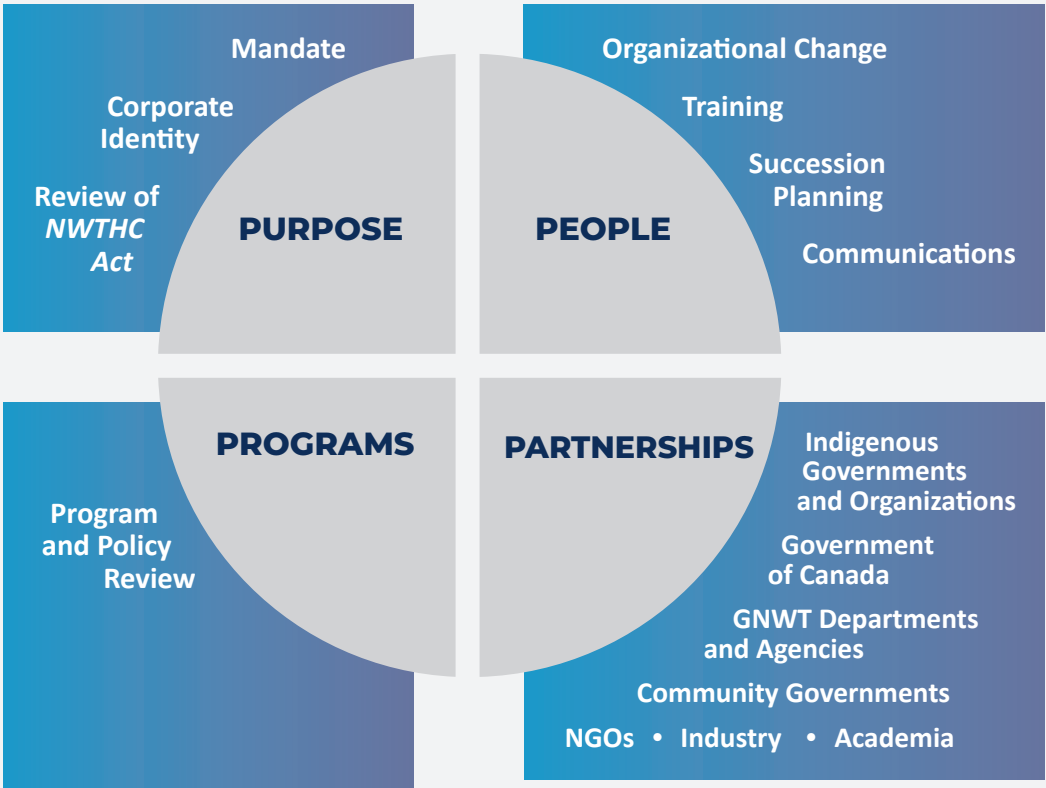 Mandate
Corporate
Identity
Review of
NWTHC
Act
PURPOSE
Organizational Change
Training
Succession
Planning
Communications
PEOPLE
PROGRAMS
Program
and Policy
Review
PARTNERSHIPS
Indigenous
Governments
and Organizations
Government
of Canada
GNWT Departments
and Agencies
Community Governments
NGOs • Industry • Academia